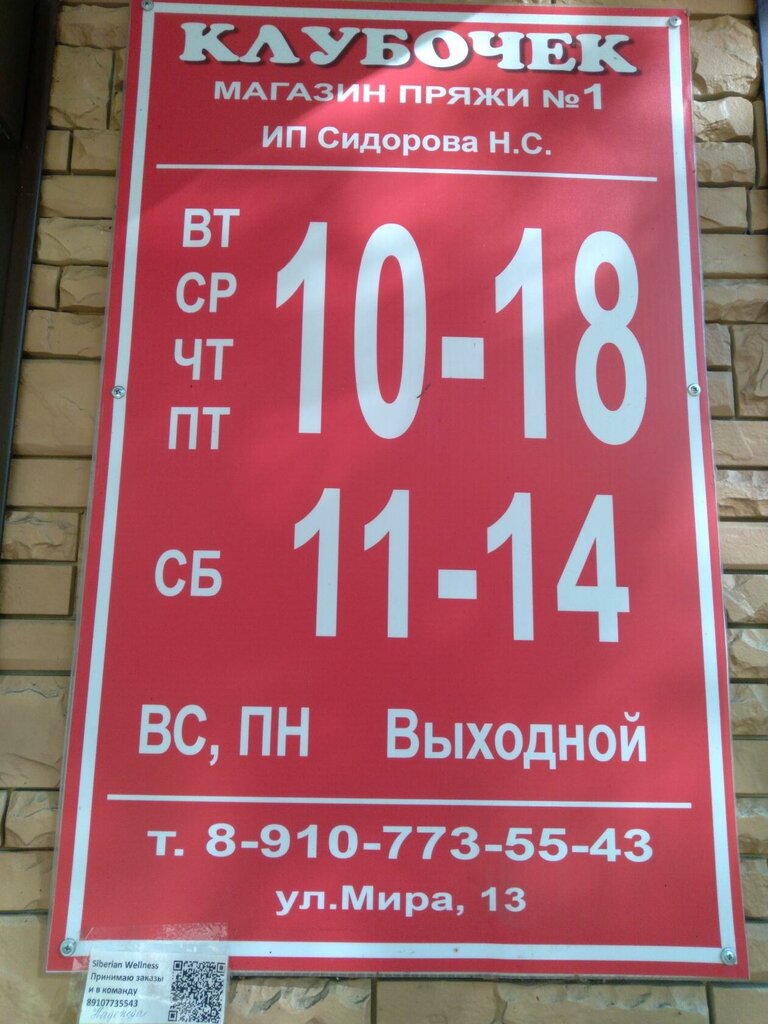 КЛУБОЧЕК
МАГАЗИН ПРЯЖИ №1
ИП Сидорова Н.С.
ВТ
СР
ЧТ
ПТ
10-18
СБ 11-14
ВС, ПН Выходной
т. 8-910-773-55-43
ул.Мира, 13
Siberian Wellness
Принимаю заказы
и в команду
89107735543
Надежда